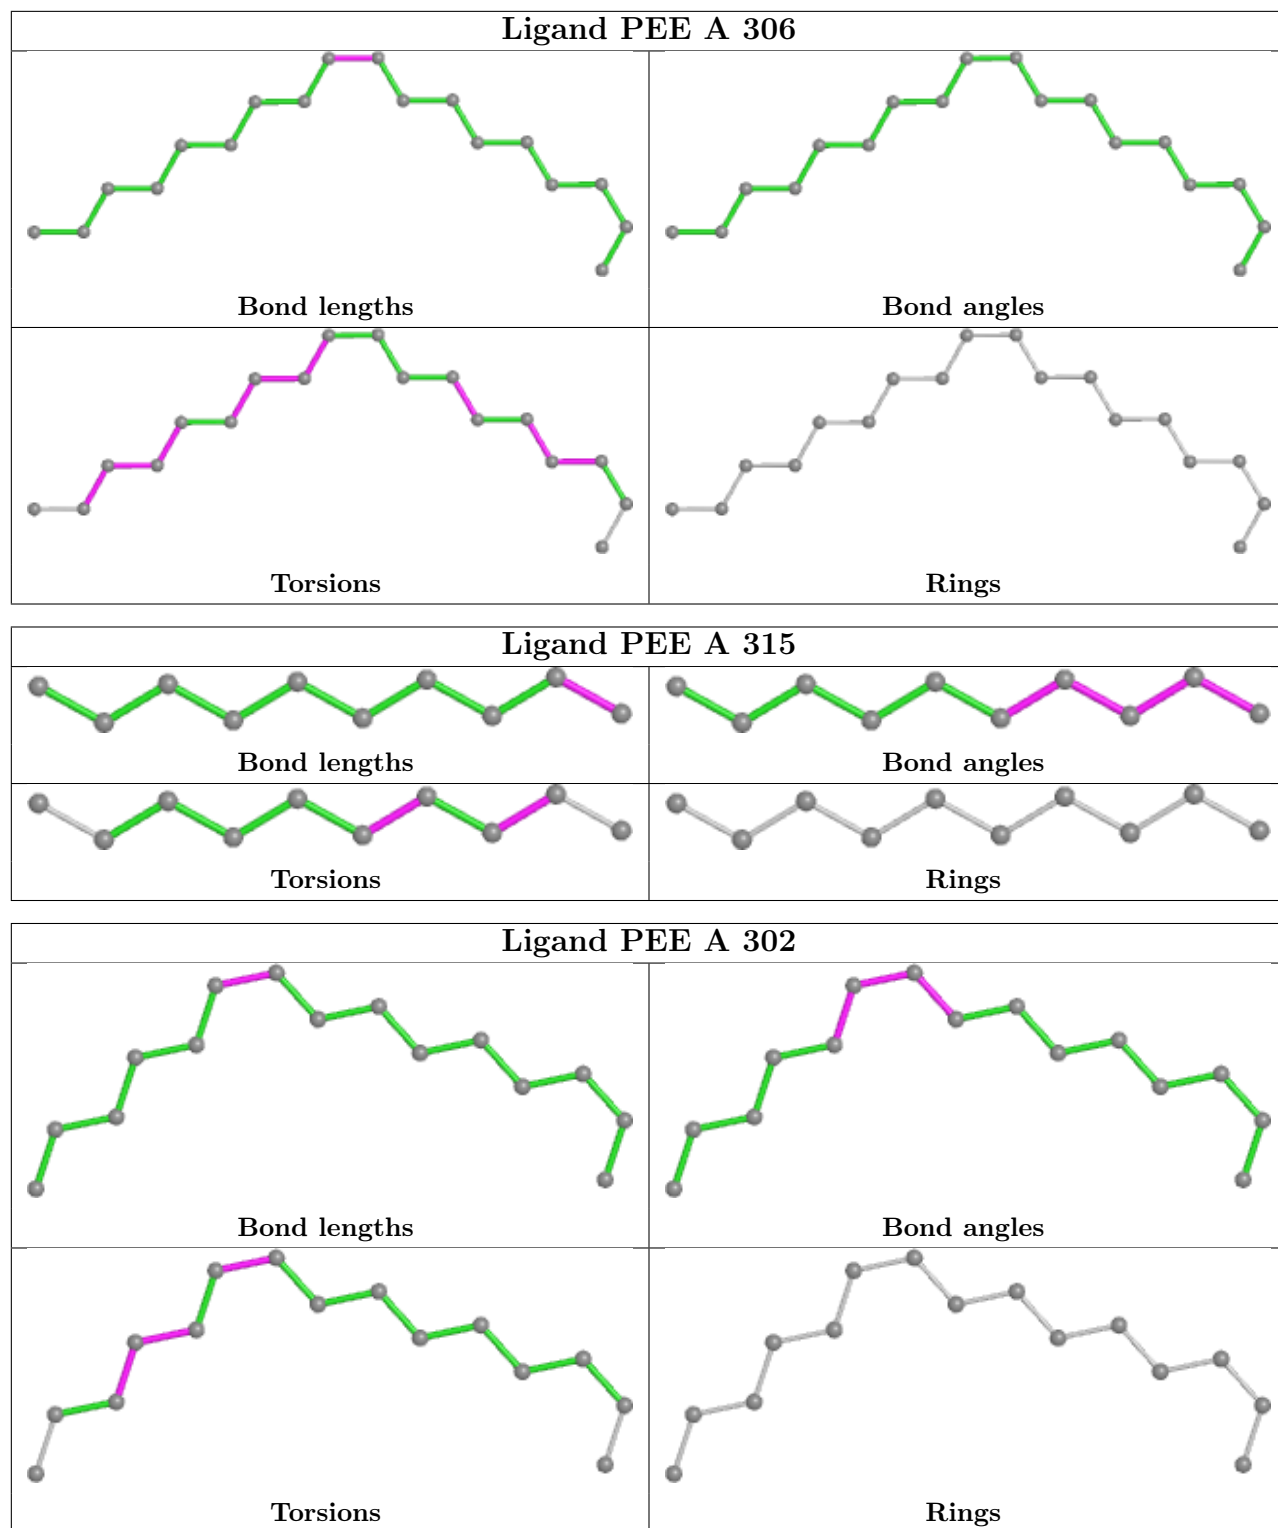 Ligand PEE A 306
Bond lengths
Bond angles
Torsions
Rings
Ligand PEE A 315
Bond lengths
Bond angles
Torsions
Rings
Ligand PEE A 302
Bond lengths
Bond angles
Torsions
Rings